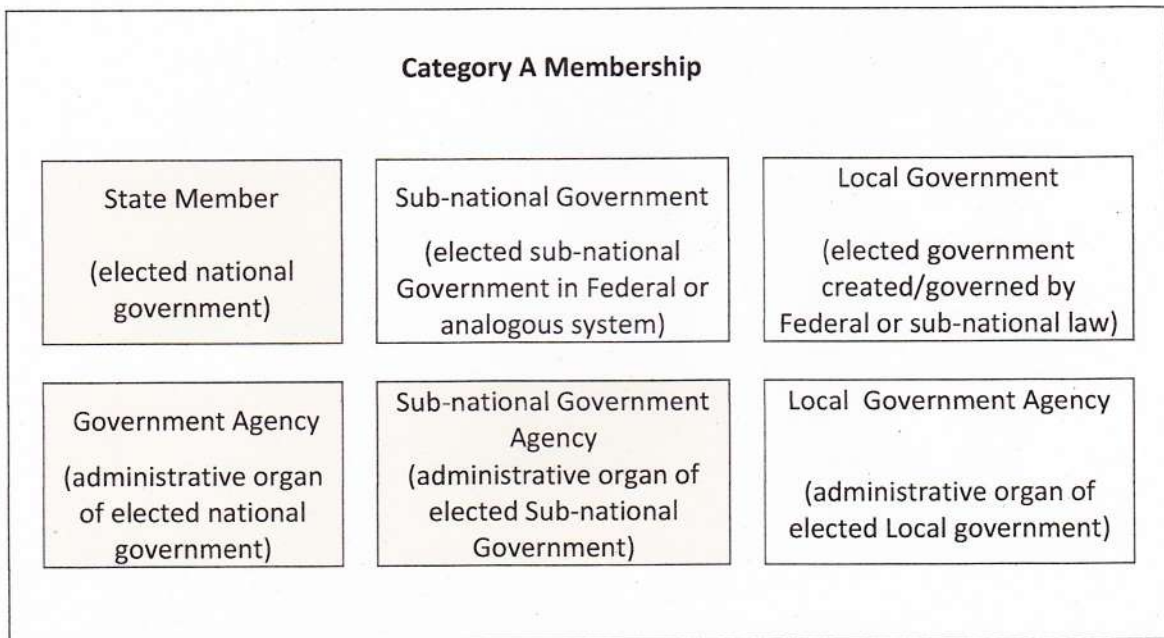 Category A Membership
State Member
(elected national
government)
Sub-national Government
(elected sub-national
Government in Federal or
analogous system)
Local Government
(elected government
created/governed by
Federal or sub-national law)
Government Agency
(administrative organ
of elected national
government)
Sub-national Government
Agency
(administrative organ of
elected Sub-national
Government)
Local Government Agency
(administrative organ of
elected Local government)